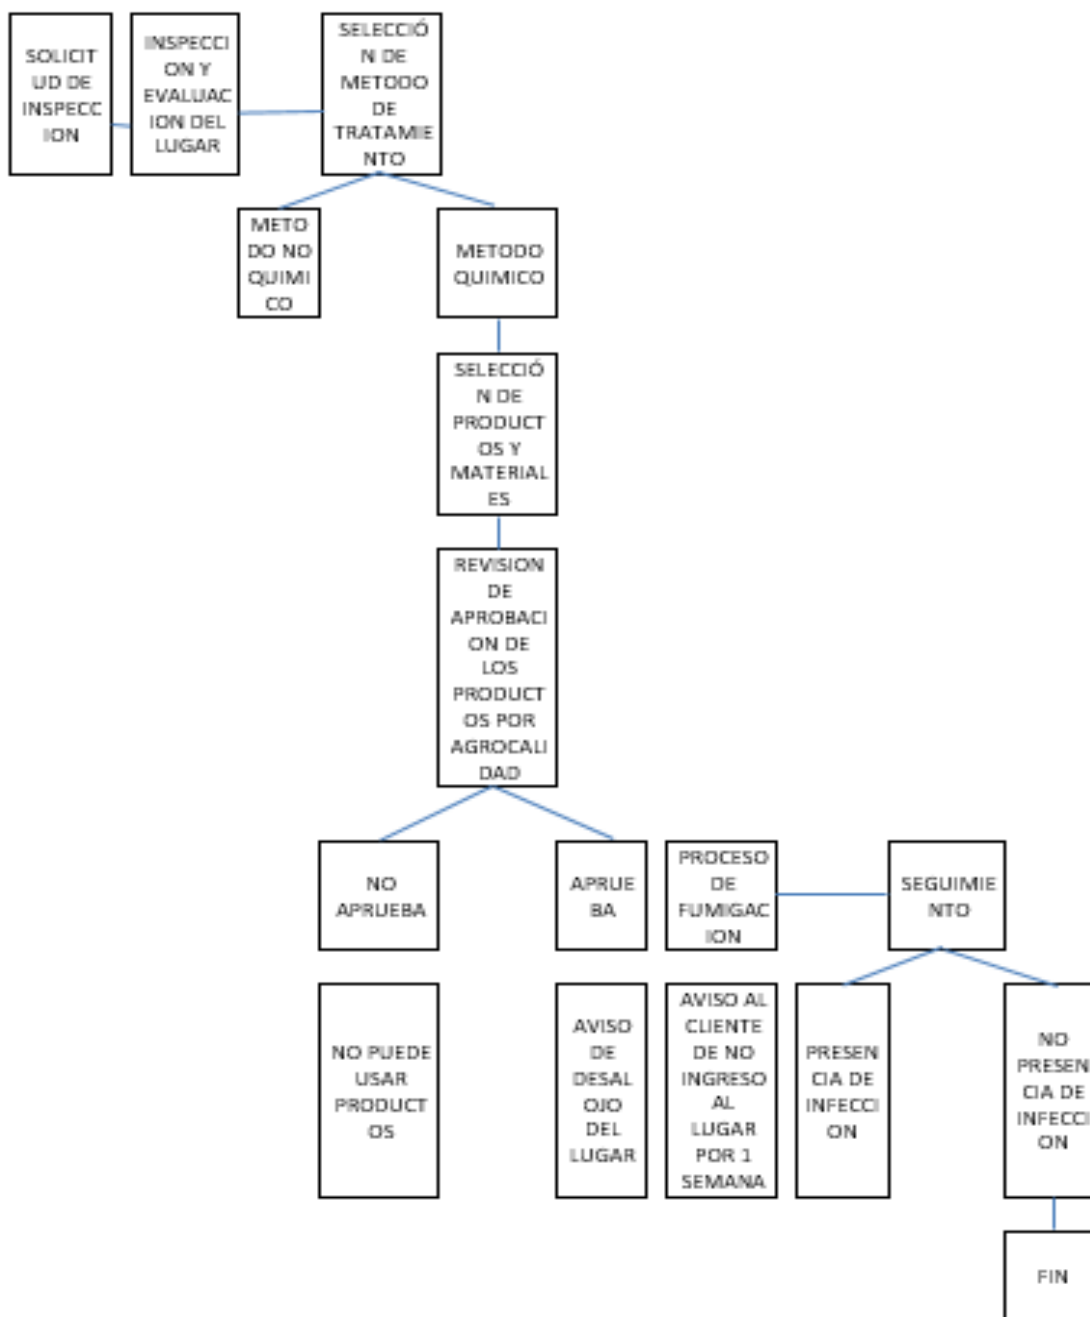 SOLICIT
UD DE
INSPECC
ION
INSPECCI
ON Y
EVALUAC
ION DEL
LUGAR
SELECCIÓ
N DE
METODO
DE
TRATAMIE
NTO
METO
DO NO
QUIMI
CO
METODO
QUIMICO
SELECCIÓ
N DE
PRODUCT
OS Y
MATERIAL
ES
REVISION
DE
APROBACI
ON DE
LOS
PRODUCT
OS POR
AGROCALI
DAD
NO
APRUEBA
APRUE
BA
PROCESO
DE
FUMIGAC
ION
SEGUIMIE
NTO
NO PUEDE
USAR
PRODUCT
OS
AVISO
DE
DESAL
OJO
DEL
LUGAR
AVISO AL
CLIENTE
DE NO
INGRESO
AL
LUGAR
POR 1
SEMANA
PRESEN
CIA DE
INFECCI
ON
NO
PRESEN
CIA DE
INFECCI
ON
FIN